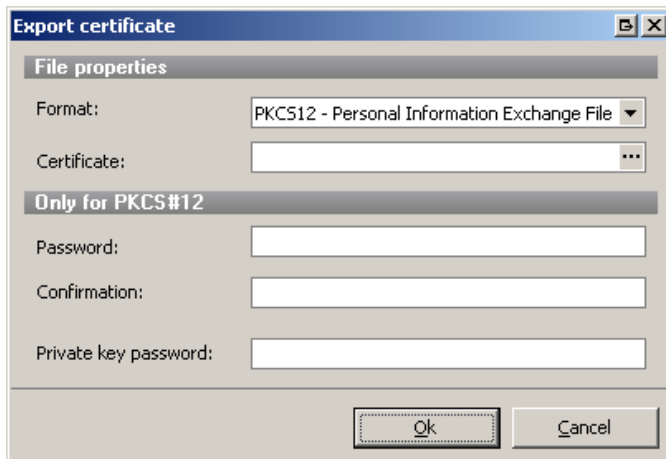 Export certificate
File properties
Format: PKCS12 - Personal Information Exchange File
Certificate: ...
Only for PKCS#12
Password:
Confirmation:
Private key password:
Ok Cancel